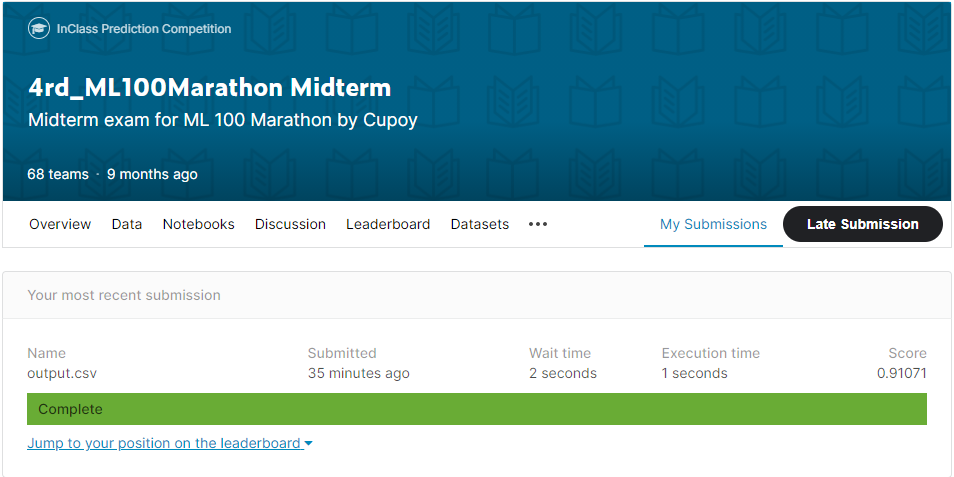 InClass Prediction Competition
4rd_ML100Marathon Midterm
Midterm exam for ML 100 Marathon by Cupoy
68 teams · 9 months ago
Overview Data Notebooks Discussion Leaderboard Datasets ••• My Submissions Late Submission
Your most recent submission
Name Submitted Wait time Execution time Score
output.csv 35 minutes ago 2 seconds 1 seconds 0.91071
Complete
Jump to your position on the leaderboard